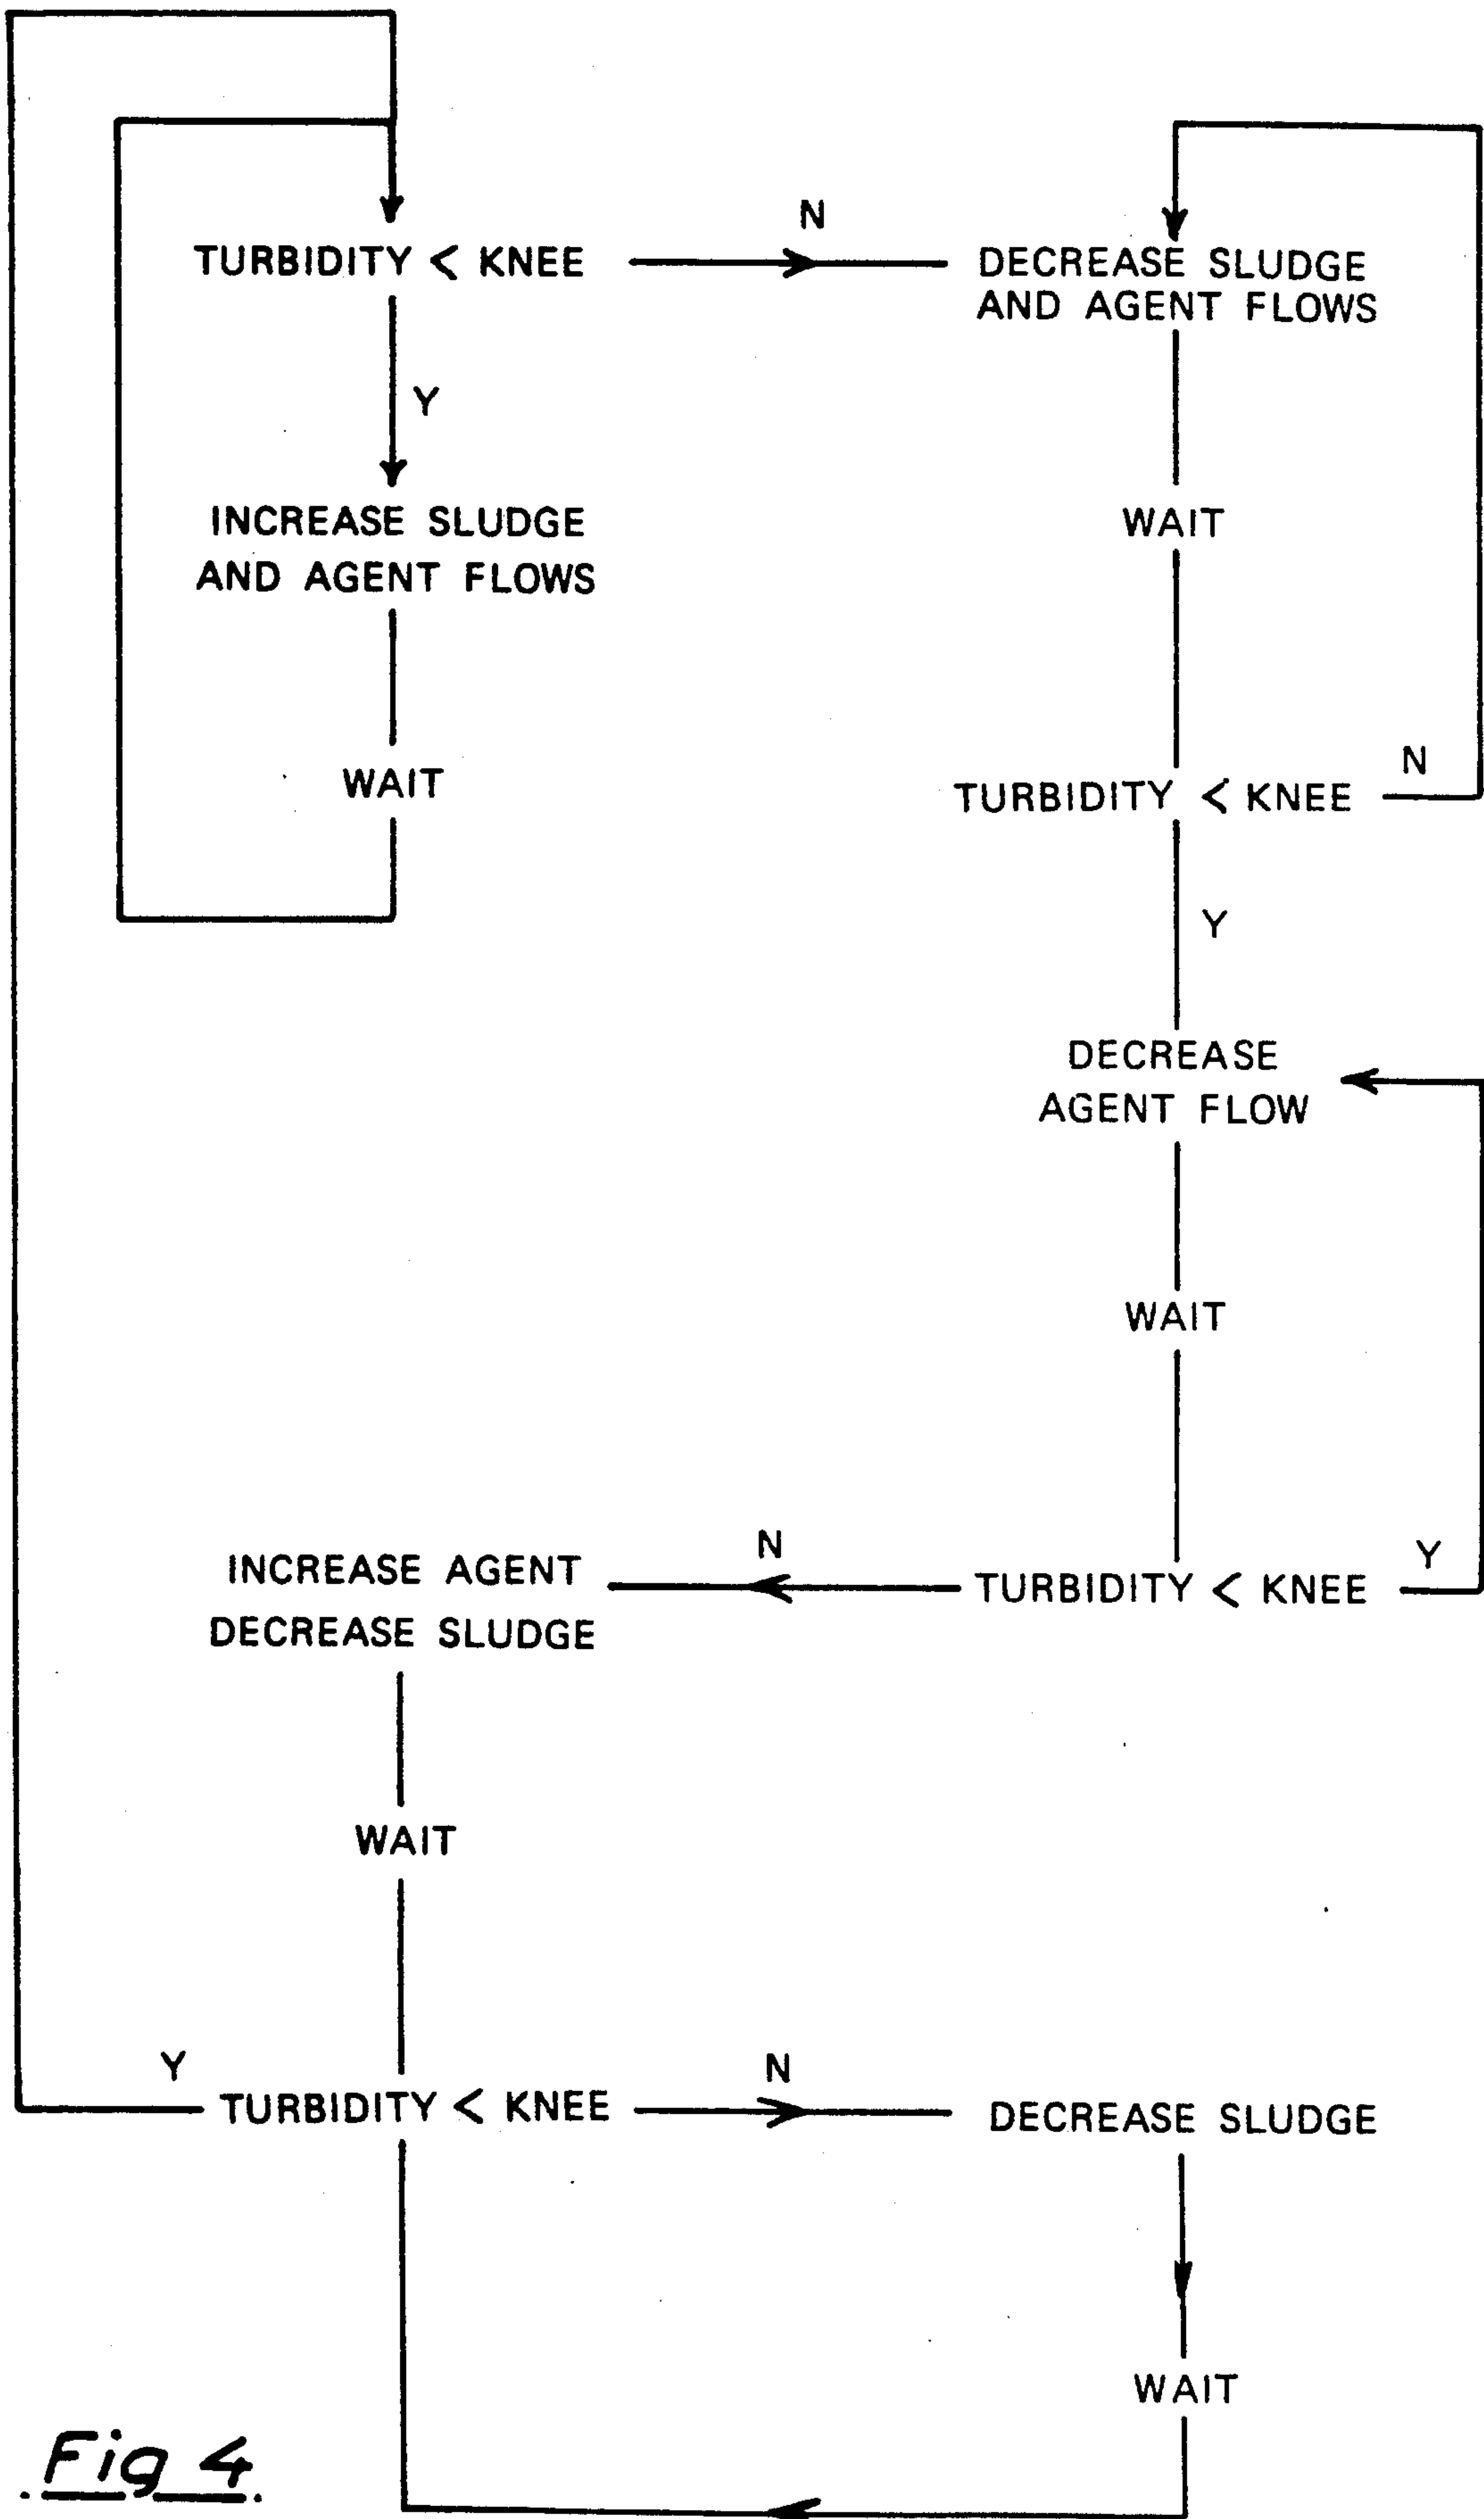 TURBIDITY < KNEE
N
DECREASE SLUDGE
AND AGENT FLOWS
Y
INCREASE SLUDGE
AND AGENT FLOWS
WAIT
WAIT
TURBIDITY < KNEE
N
Y
DECREASE
AGENT FLOW
WAIT
TURBIDITY < KNEE
Y
N
INCREASE AGENT
DECREASE SLUDGE
WAIT
TURBIDITY < KNEE
Y
N
DECREASE SLUDGE
WAIT
Fig 4